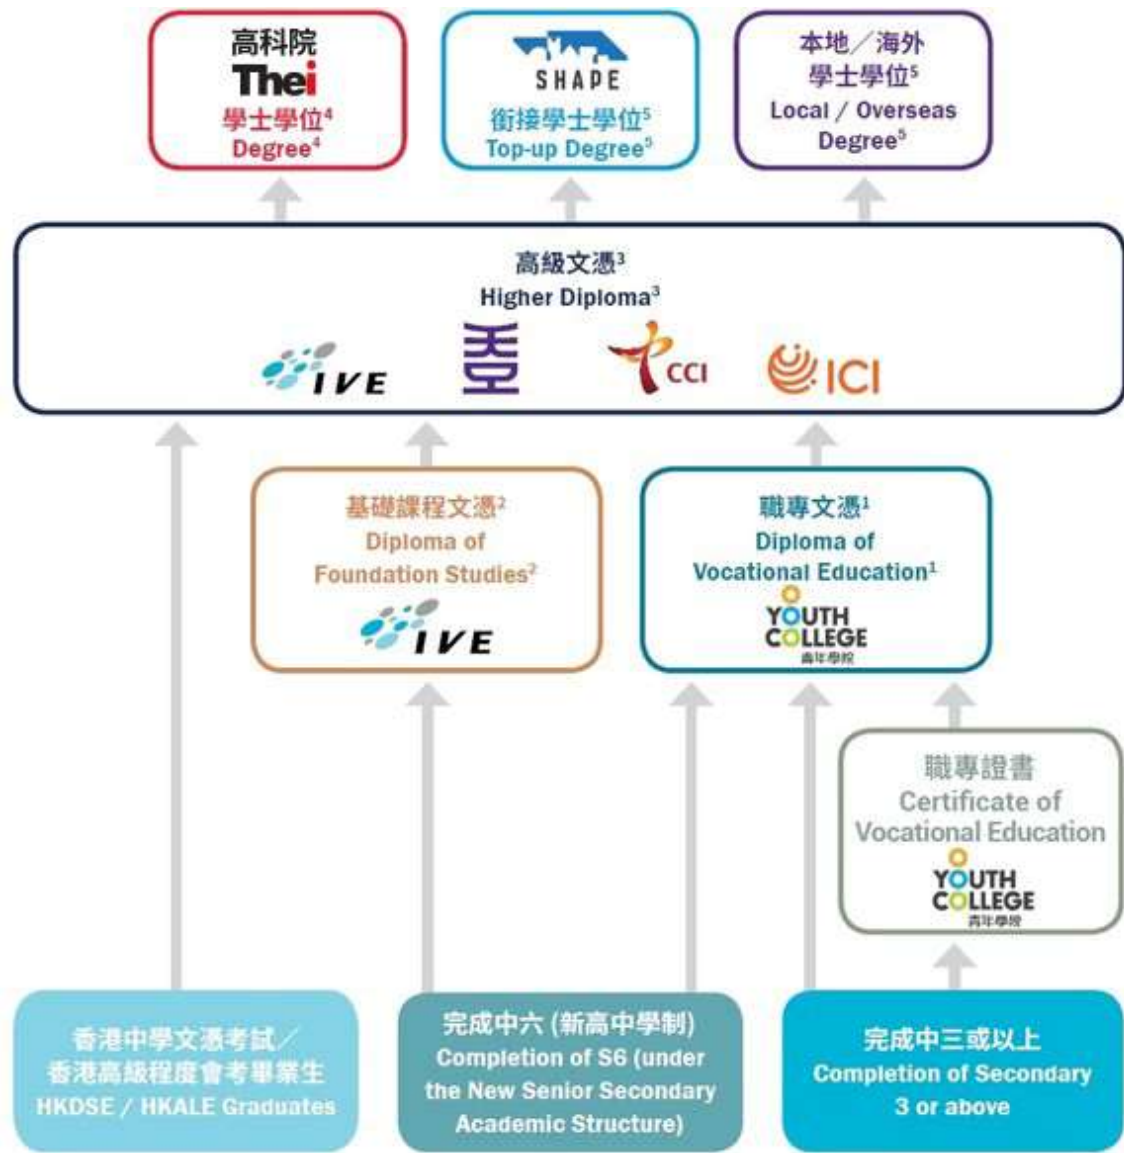 高科院
Thei
學士學位⁴
Degree⁴
SHAPE
銜接學士學位⁵
Top-up Degree⁵
本地／海外
學士學位⁵
Local / Overseas
Degree⁵
高級文憑³
Higher Diploma³
IVE
HKDI
CCI
ICI
基礎課程文憑²
Diploma of
Foundation Studies²
IVE
職專文憑¹
Diploma of
Vocational Education¹
YOUTH
COLLEGE
青年學院
職專證書
Certificate of
Vocational Education
YOUTH
COLLEGE
青年學院
香港中學文憑考試／
香港高級程度會考畢業生
HKDSE / HKALE Graduates
完成中六 (新高中學制)
Completion of S6 (under
the New Senior Secondary
Academic Structure)
完成中三或以上
Completion of Secondary
3 or above